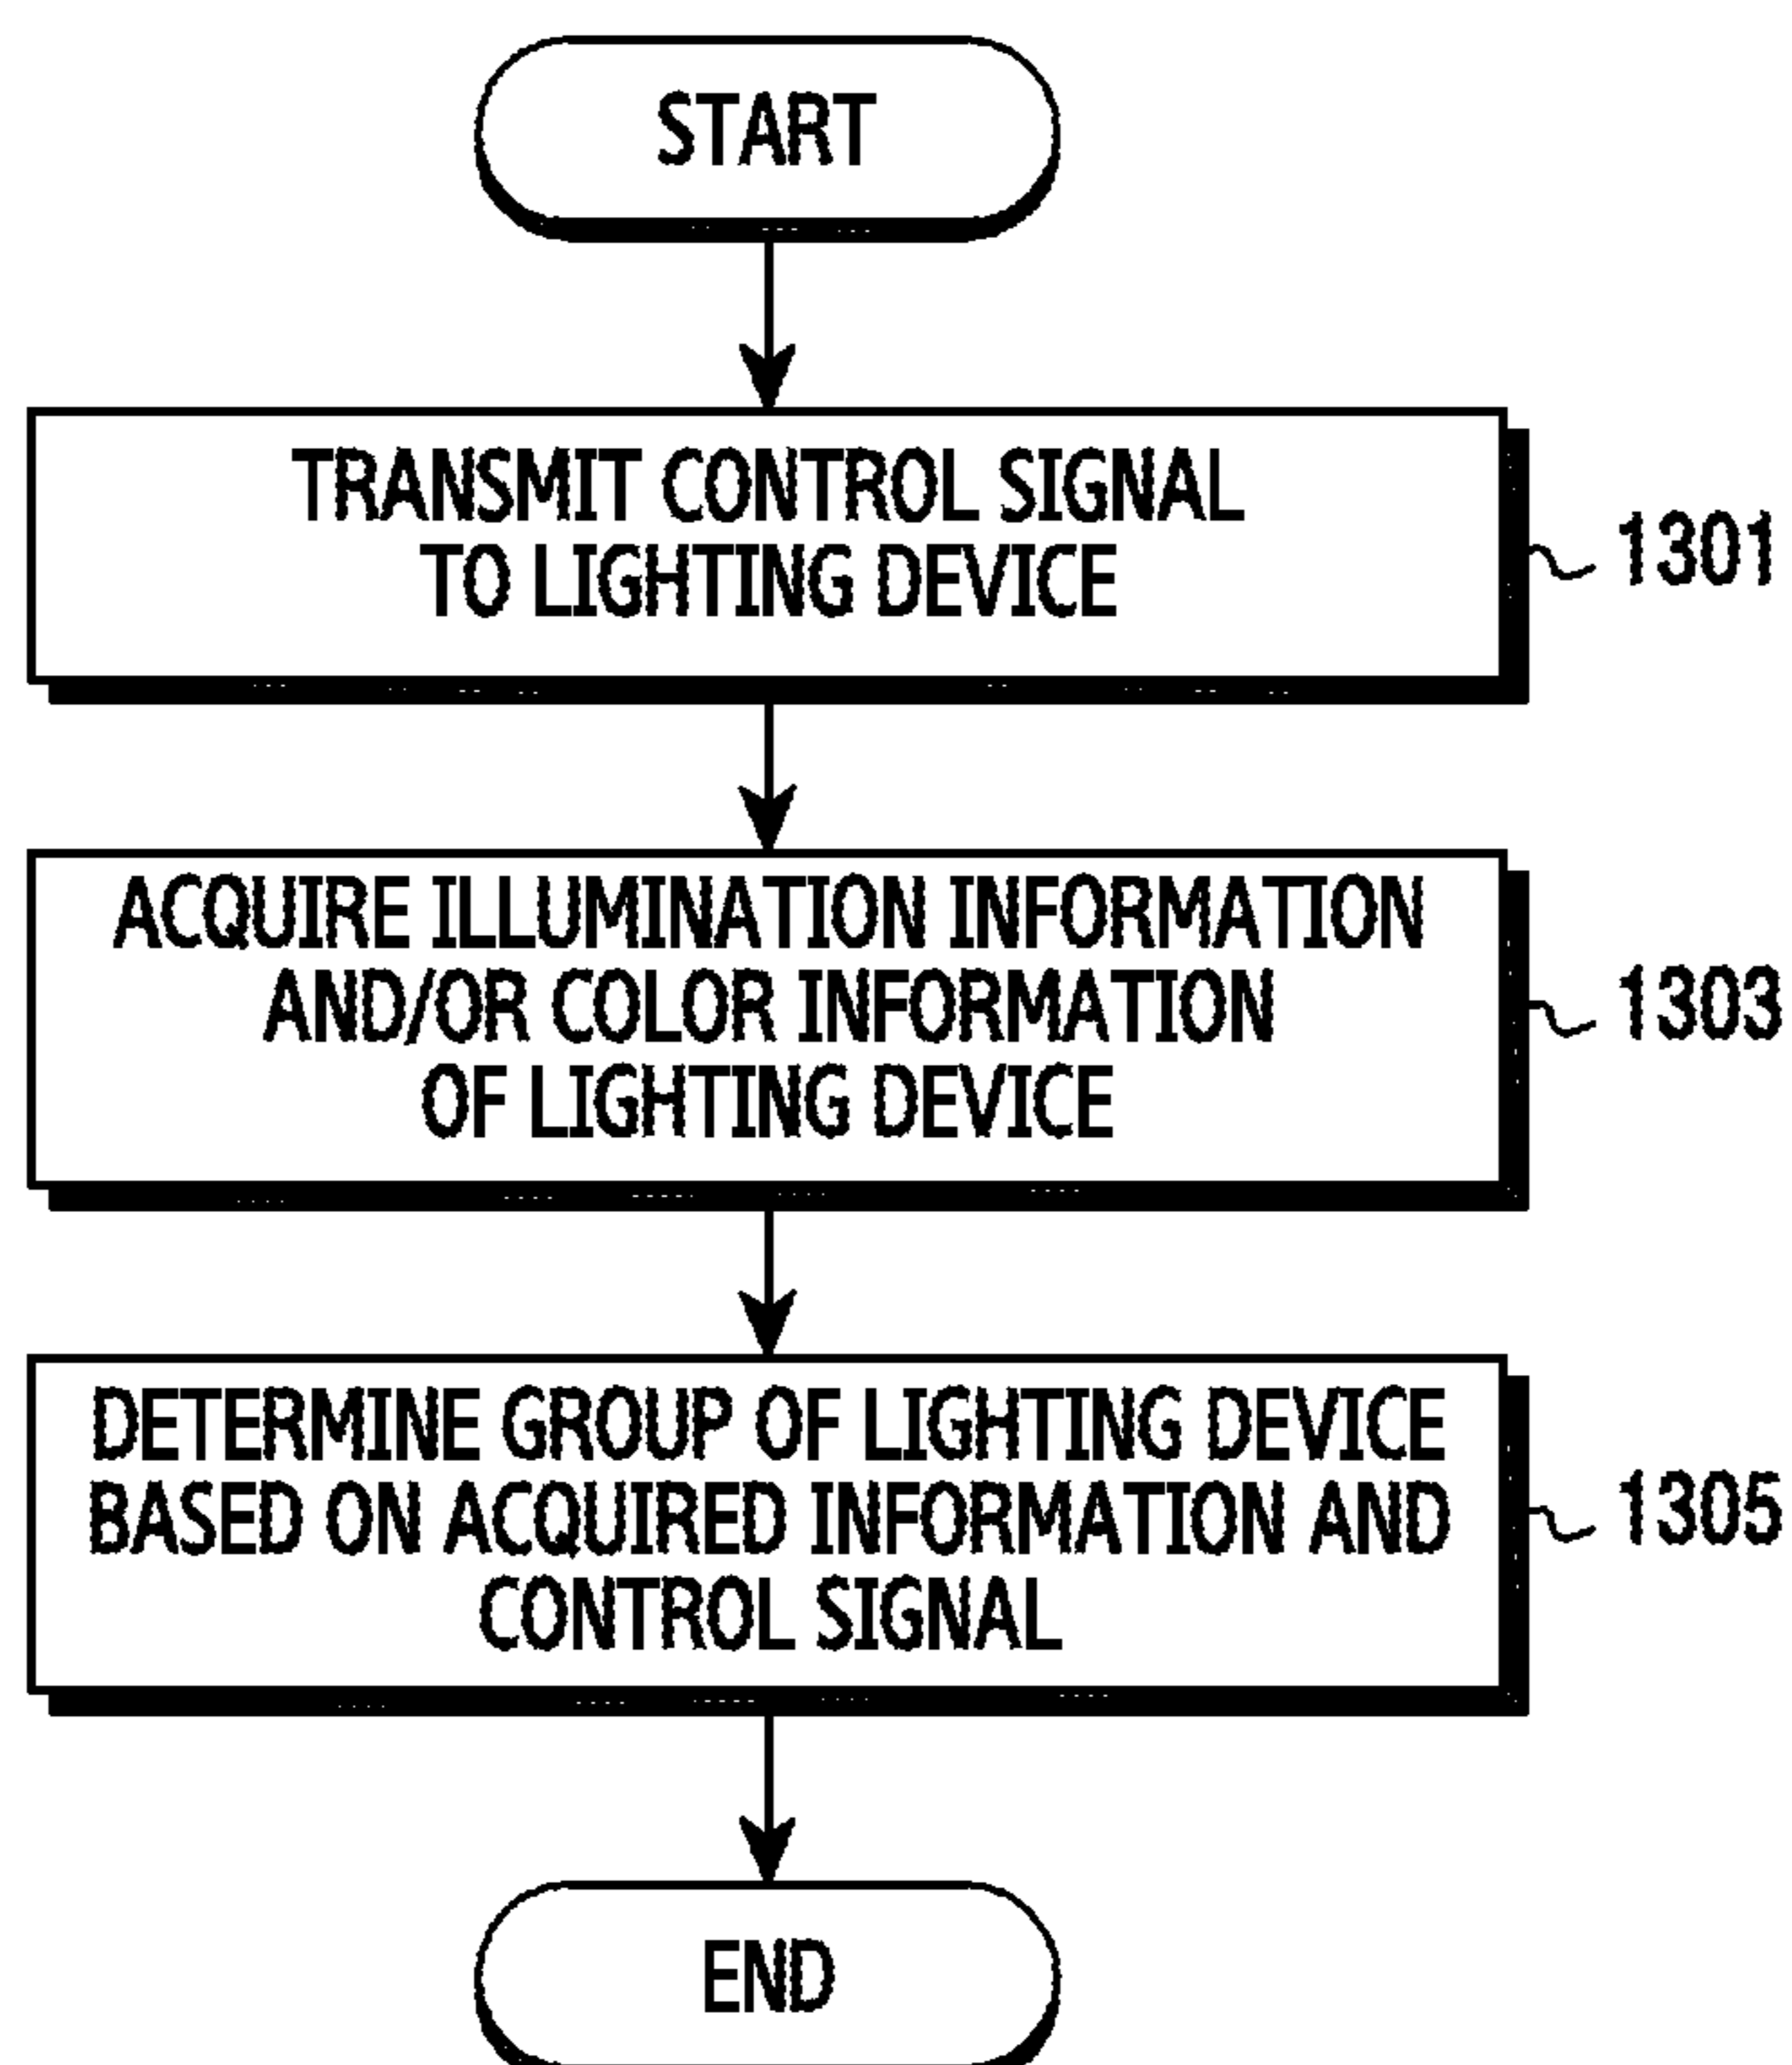 START
TRANSMIT CONTROL SIGNAL
TO LIGHTING DEVICE
1301
ACQUIRE ILLUMINATION INFORMATION
AND/OR COLOR INFORMATION
OF LIGHTING DEVICE
1303
DETERMINE GROUP OF LIGHTING DEVICE
BASED ON ACQUIRED INFORMATION AND
CONTROL SIGNAL
1305
END